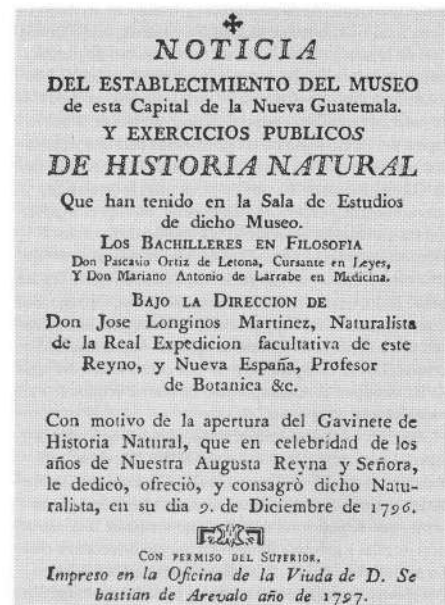 NOTICIA
DEL ESTABLECIMIENTO DEL MUSEO
de esta Capital de la Nueva Guatemala.
Y EXERCICIOS PUBLICOS
DE HISTORIA NATURAL
Que han tenido en la Sala de Estudios
de dicho Museo.
LOS BACHILLERES EN FILOSOFIA
Don Pascasio Ortiz de Letona, Cursante en Leyes,
Y Don Mariano Antonio de Larrabe en Medicina.
BAJO LA DIRECCION DE
Don Jose Longinos Martinez, Naturalista
de la Real Expedicion facultativa de este
Reyno, y Nueva España, Profesor
de Botanica &c.
Con motivo de la apertura del Gavinete de
Historia Natural, que en celebridad de los
años de Nuestra Augusta Reyna y Señora,
le dedicò, ofreciò, y consagrò dicho Natu-
ralista, en su dia 9. de Diciembre de 1796.
CON PERMISO DEL SUPERIOR.
Impreso en la Oficina de la Viuda de D. Se
bastian de Arevalo año de 1797.